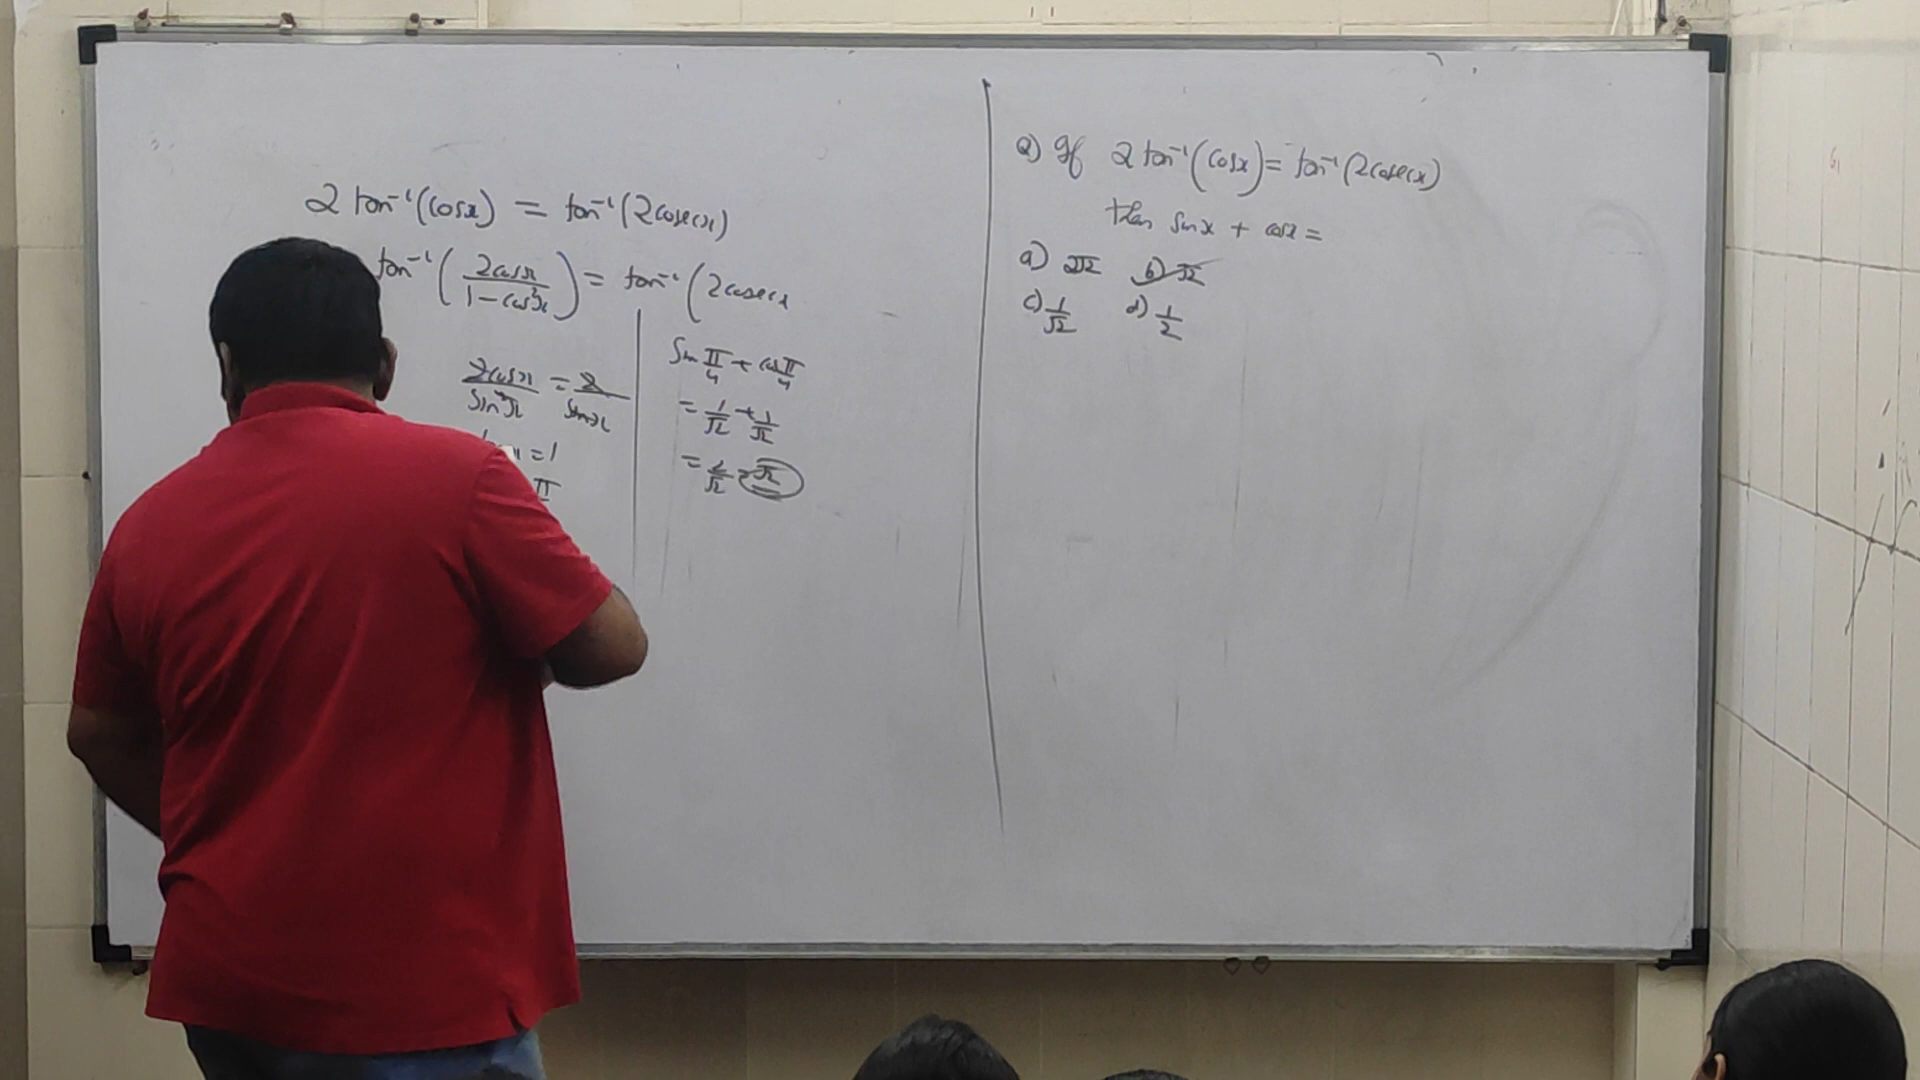 2 tan⁻¹(cosx) = tan⁻¹(2cosecx)
tan⁻¹(2cosx/1-cos²x) = tan⁻¹(2cosecx
2cosx/sin²x = 2/sinx
=1
π
Sin π/4 + cos π/4
= 1/√2 + 1/√2
= 2/√2 = √2
Q) If 2 tan⁻¹(cosx) = tan⁻¹(2cosecx)
then sinx + cosx =
a) 2√2 b) √2
c) 1/√2 d) 1/2